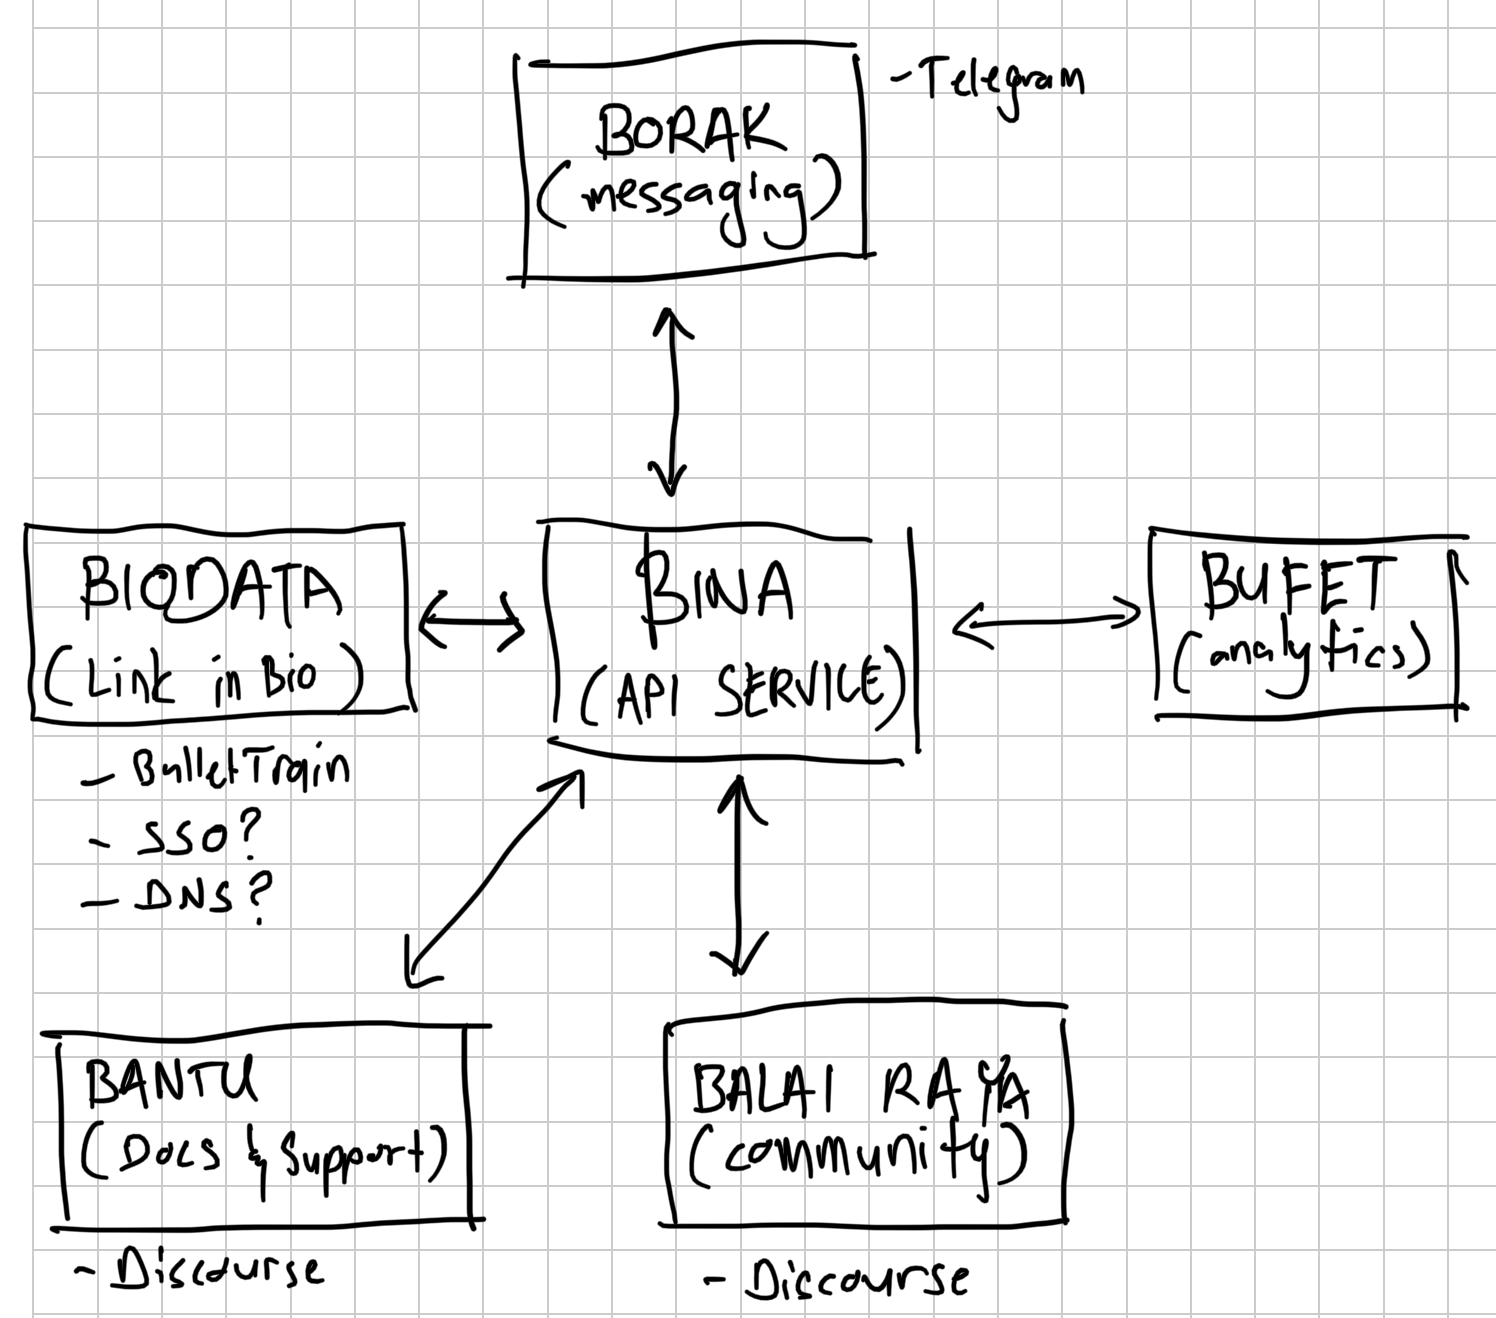 BORAK
(messaging)
- Telegram
BIODATA
(Link in Bio)
- BulletTrain
- SSO?
- DNS?
BINA
(API SERVICE)
BUFET
(analytics)
BANTU
(Docs & Support)
- Discourse
BALAI RAYA
(community)
- Discourse